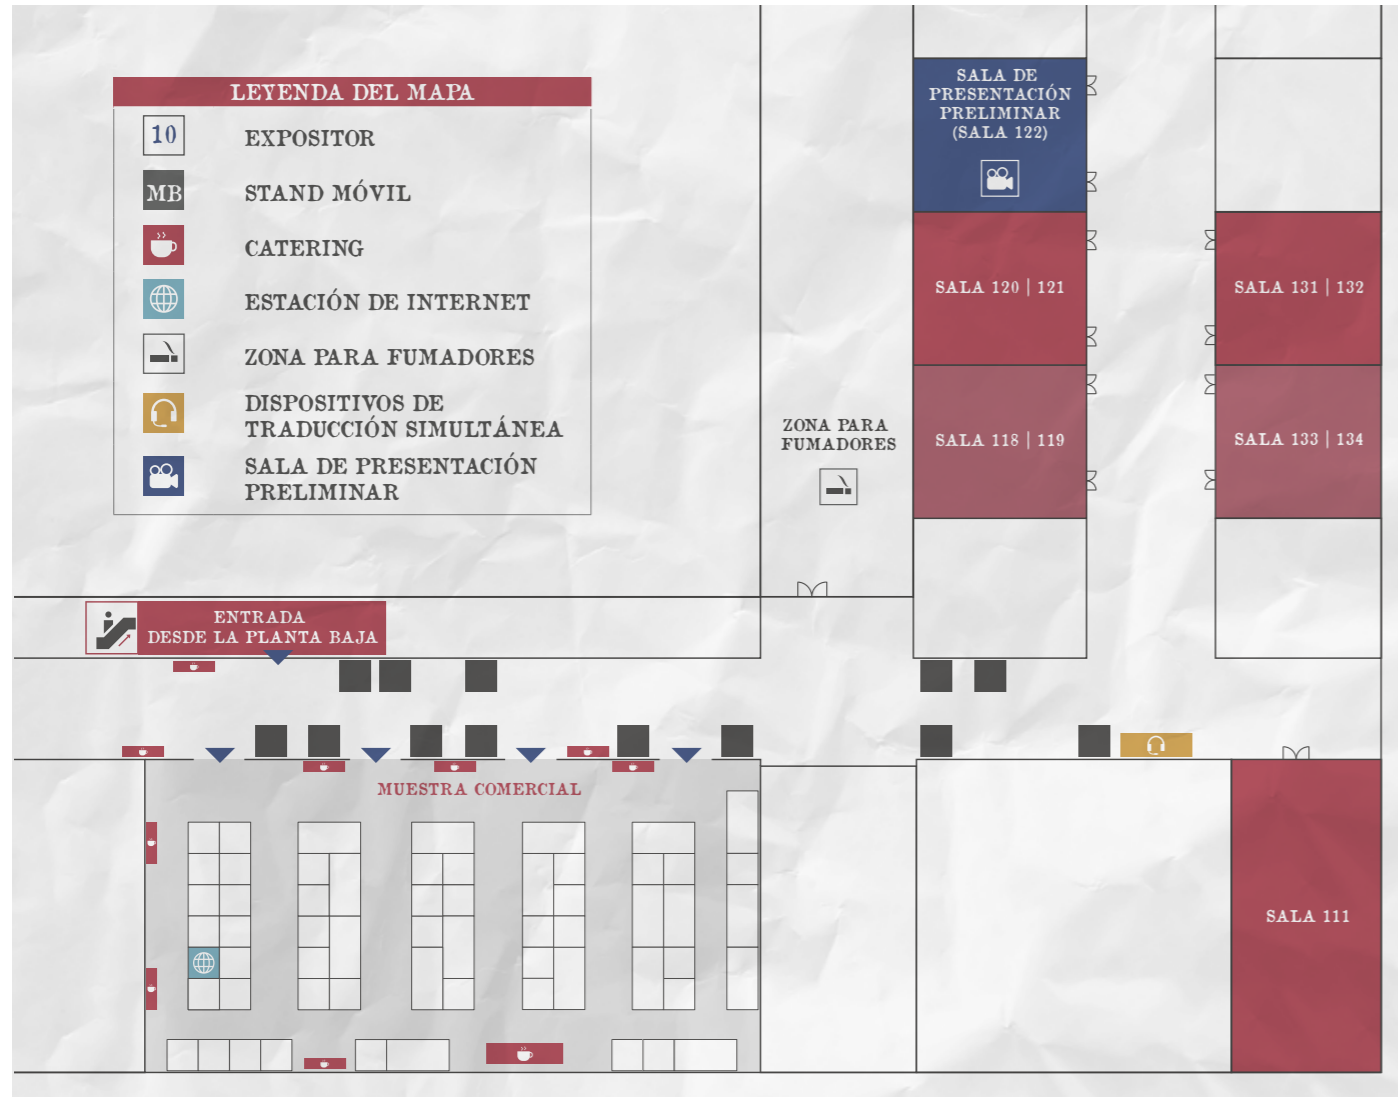 LEYENDA DEL MAPA
10
EXPOSITOR
MB
STAND MÓVIL
CATERING
ESTACIÓN DE INTERNET
ZONA PARA FUMADORES
DISPOSITIVOS DE
TRADUCCIÓN SIMULTÁNEA
SALA DE PRESENTACIÓN
PRELIMINAR
SALA DE
PRESENTACIÓN
PRELIMINAR
(SALA 122)
SALA 120 | 121
SALA 131 | 132
ZONA PARA
FUMADORES
SALA 118 | 119
SALA 133 | 134
ENTRADA
DESDE LA PLANTA BAJA
MUESTRA COMERCIAL
SALA 111